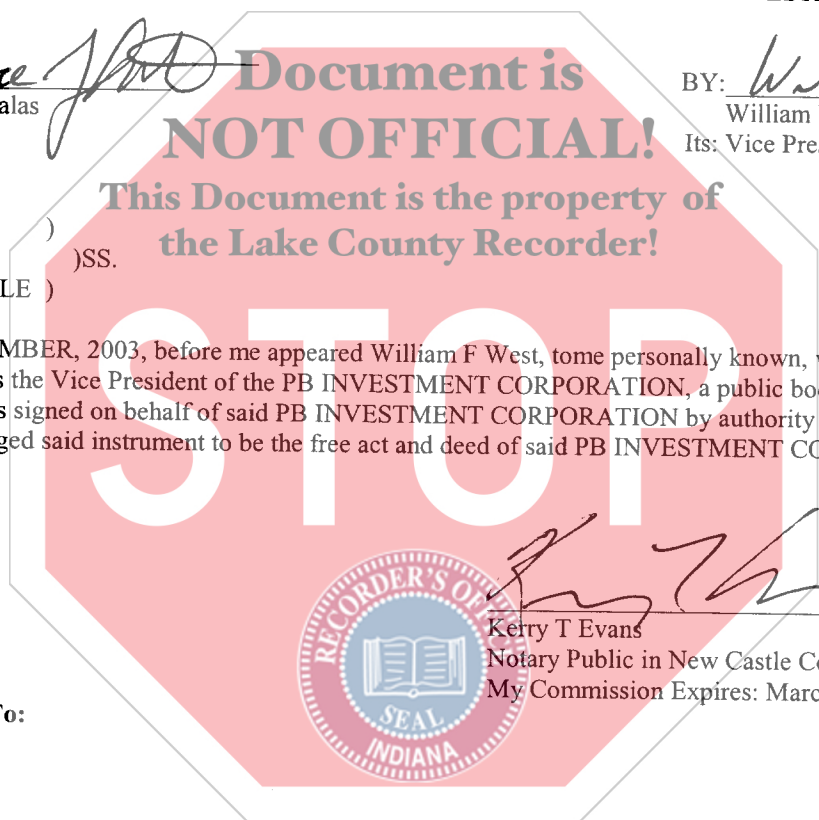 Document is
BY:
alas
William
NOT OFFICIAL!
Its: Vice Pre
This Document is the property of
)
the Lake County Recorder!
)SS.
LE )
MBER, 2003, before me appeared William F West, tome personally known,
s the Vice President of the PB INVESTMENT CORPORATION, a public bo
s signed on behalf of said PB INVESTMENT CORPORATION by authority
ged said instrument to be the free act and deed of said PB INVESTMENT CO
STOP
RECORDER'S OFFICE
SEAL
INDIANA
Kerry T Evans
Notary Public in New Castle Co
My Commission Expires: Marc
To: